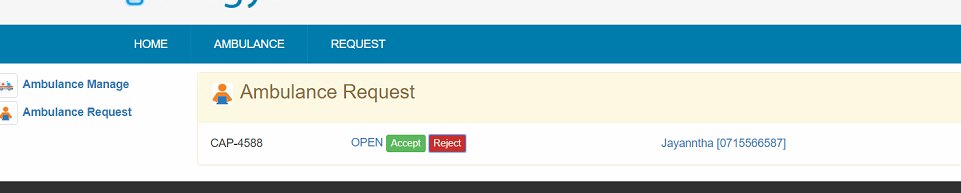 HOME AMBULANCE REQUEST
Ambulance Manage
Ambulance Request
Ambulance Request
CAP-4588 OPEN Accept Reject Jayanntha [0715566587]